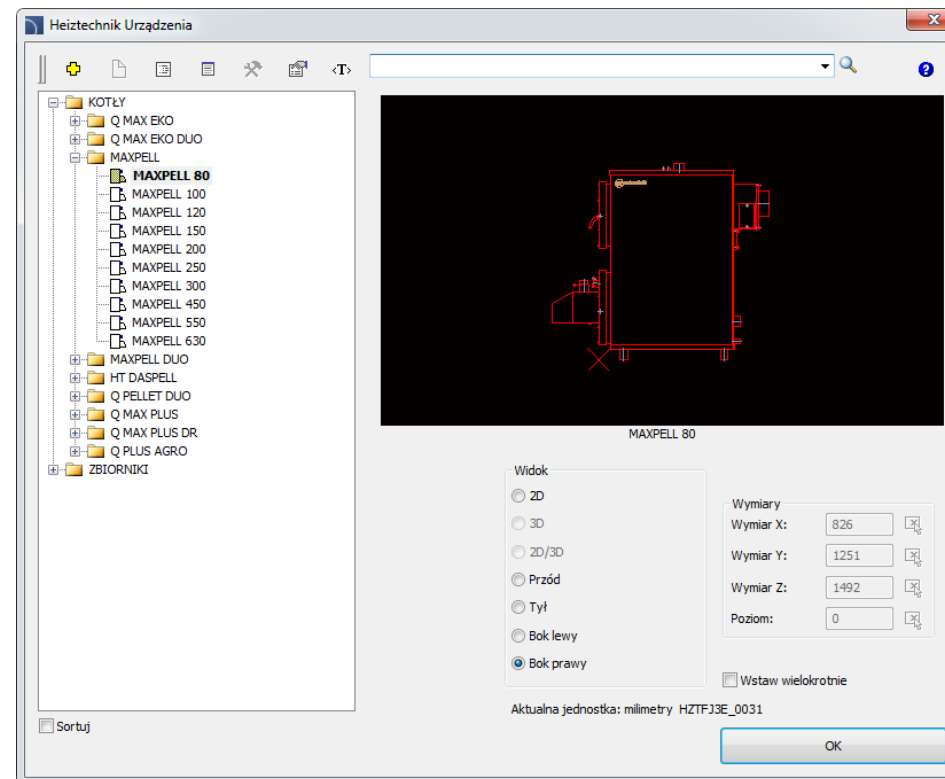 Heiztechnik Urządzenia
<T>
KOTŁY
Q MAX EKO
Q MAX EKO DUO
MAXPELL
MAXPELL 80
MAXPELL 100
MAXPELL 120
MAXPELL 150
MAXPELL 200
MAXPELL 250
MAXPELL 300
MAXPELL 450
MAXPELL 550
MAXPELL 630
MAXPELL DUO
HT DASPELL
Q PELLET DUO
Q MAX PLUS
Q MAX PLUS DR
Q PLUS AGRO
ZBIORNIKI
Sortuj
MAXPELL 80
Widok
2D
3D
2D/3D
Przód
Tył
Bok lewy
Bok prawy
Wymiary
Wymiar X: 826
Wymiar Y: 1251
Wymiar Z: 1492
Poziom: 0
Wstaw wielokrotnie
Aktualna jednostka: milimetry HZTFJ3E_0031
OK